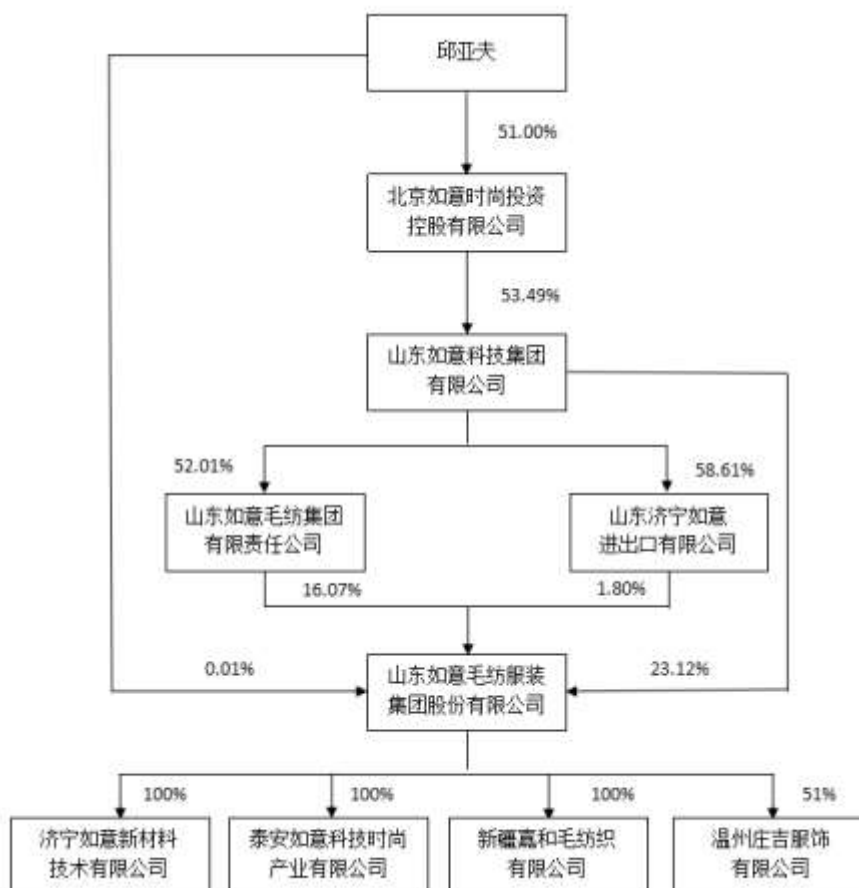 邱亚夫
51.00%
北京如意时尚投资
控股有限公司
53.49%
山东如意科技集团
有限公司
52.01%
58.61%
山东如意毛纺集团
有限责任公司
山东济宁如意
进出口有限公司
16.07%
1.80%
0.01%
山东如意毛纺服装
集团股份有限公司
23.12%
100%
100%
100%
51%
济宁如意新材料
技术有限公司
泰安如意科技时尚
产业有限公司
新疆嘉和毛纺织
有限公司
温州庄吉服饰
有限公司